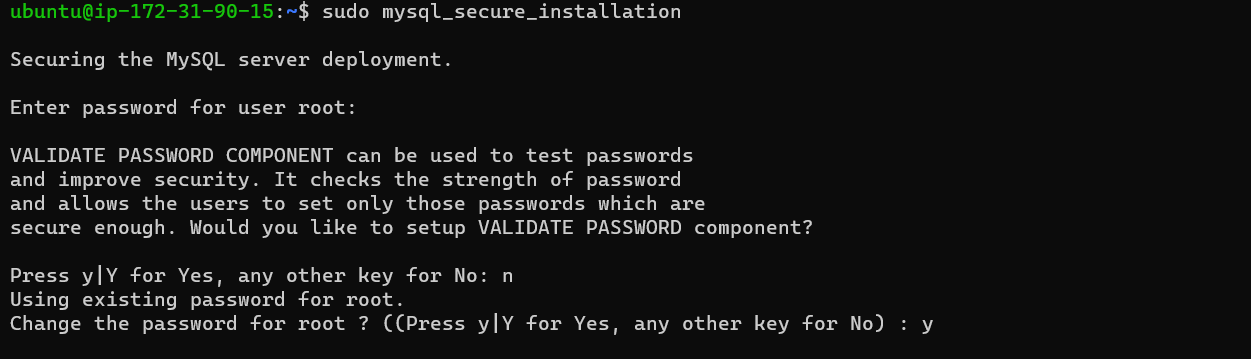 ubuntu@ip-172-31-90-15:~$ sudo mysql_secure_installation
Securing the MySQL server deployment.
Enter password for user root:
VALIDATE PASSWORD COMPONENT can be used to test passwords
and improve security. It checks the strength of password
and allows the users to set only those passwords which are
secure enough. Would you like to setup VALIDATE PASSWORD component?
Press y|Y for Yes, any other key for No: n
Using existing password for root.
Change the password for root ? ((Press y|Y for Yes, any other key for No) : y